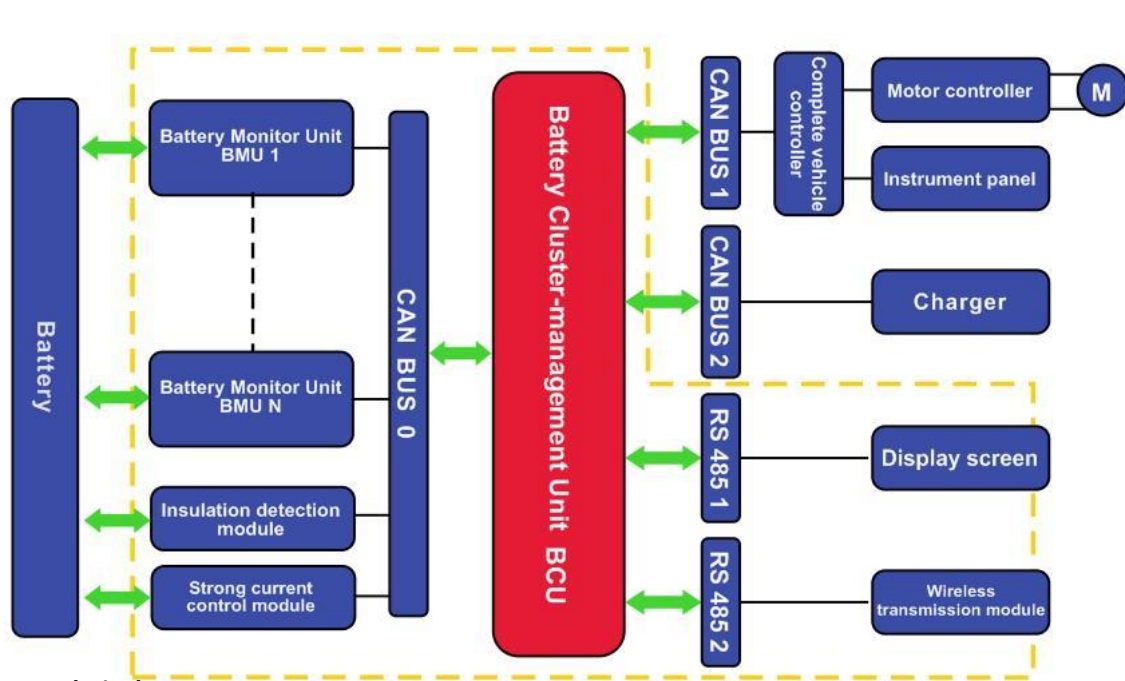 Battery
Battery Monitor Unit
BMU 1
Battery Monitor Unit
BMU N
Insulation detection
module
Strong current
control module
CAN BUS 0
Battery Cluster-management Unit BCU
CAN BUS 1
Complete vehicle
controller
Motor controller
M
Instrument panel
CAN BUS 2
Charger
RS 485 1
Display screen
RS 485 2
Wireless
transmission module